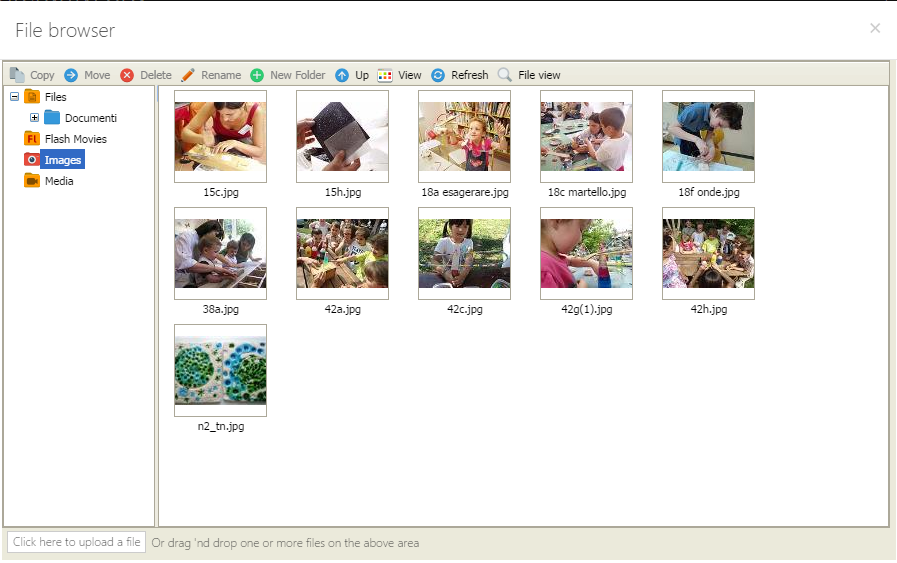 File browser
Copy Move Delete Rename New Folder Up View Refresh File view
Files
Documenti
Flash Movies
Images
Media
15c.jpg 15h.jpg 18a esagerare.jpg 18c martello.jpg 18f onde.jpg
38a.jpg 42a.jpg 42c.jpg 42g(1).jpg 42h.jpg
n2_tn.jpg
Click here to upload a file Or drag 'nd drop one or more files on the above area